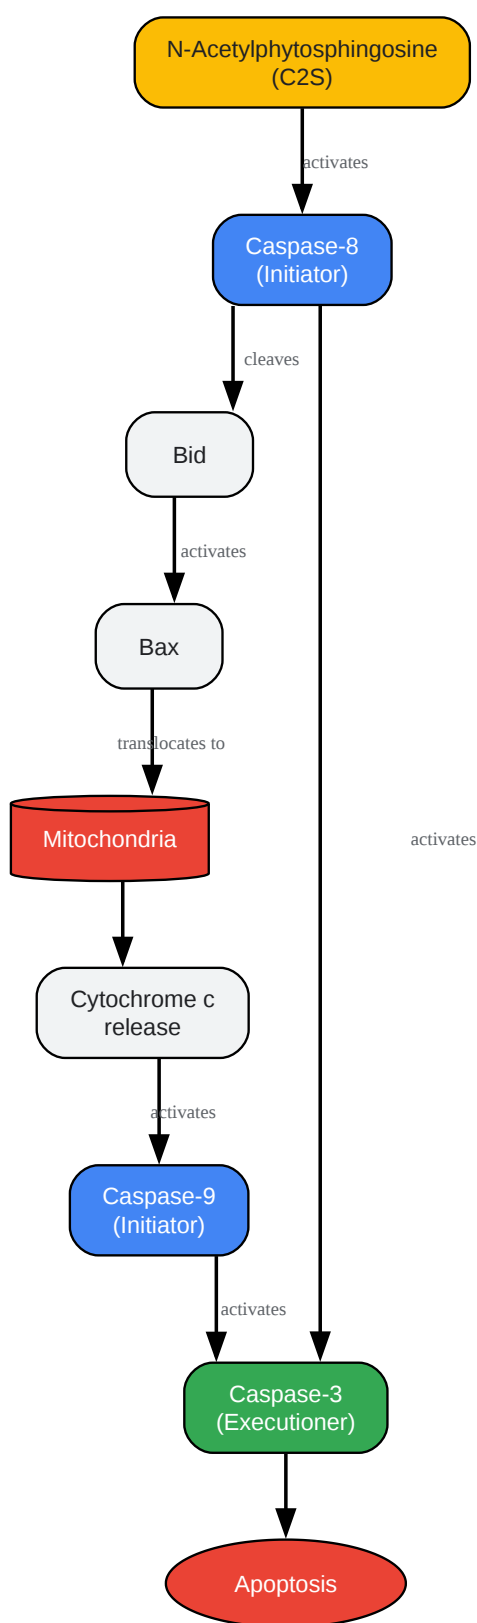 N-Acetylphytosphingosine
(C2S)
activates
Caspase-8
(Initiator)
cleaves
Bid
activates
Bax
translocates to
Mitochondria
activates
Cytochrome c
release
activates
Caspase-9
(Initiator)
activates
Caspase-3
(Executioner)
Apoptosis